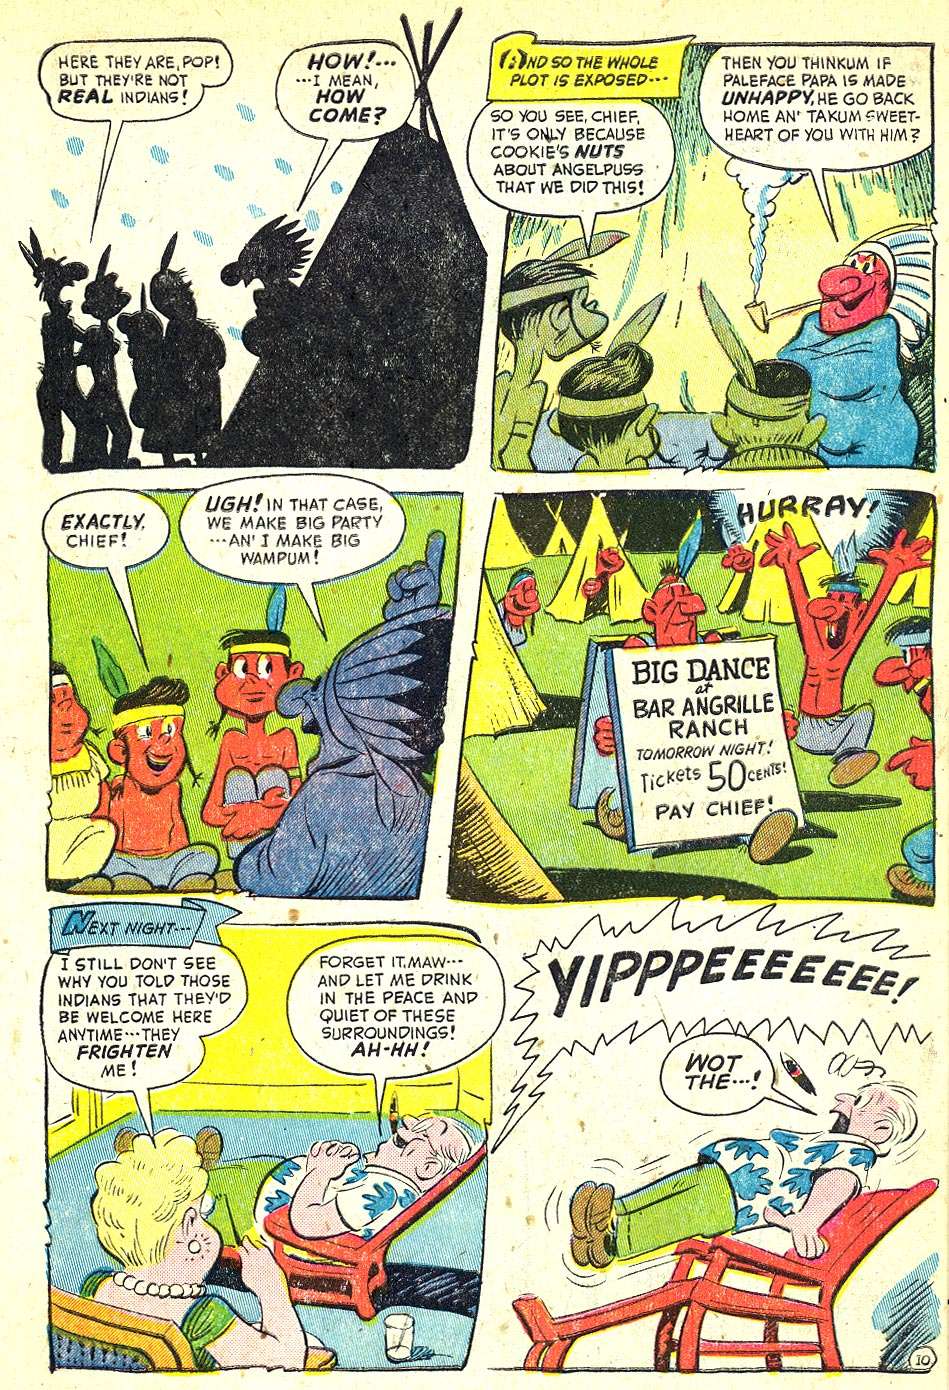 HERE THEY ARE, POP!
BUT THEY'RE NOT
REAL INDIANS!
HOW!...
...I MEAN,
HOW
COME?
AND SO THE WHOLE
PLOT IS EXPOSED...
SO YOU SEE, CHIEF,
IT'S ONLY BECAUSE
COOKIE'S NUTS
ABOUT ANGELPUSS
THAT WE DID THIS!
THEN YOU THINKUM IF
PALEFACE PAPA IS MADE
UNHAPPY, HE GO BACK
HOME AN' TAKUM SWEET-
HEART OF YOU WITH HIM?
EXACTLY,
CHIEF!
UGH! IN THAT CASE,
WE MAKE BIG PARTY
...AN' I MAKE BIG
WAMPUM!
HURRAY!
BIG DANCE
at
BAR ANGRILLE
RANCH
TOMORROW NIGHT!
Tickets 50 CENTS!
PAY CHIEF!
NEXT NIGHT...
I STILL DON'T SEE
WHY YOU TOLD THOSE
INDIANS THAT THEY'D
BE WELCOME HERE
ANYTIME...THEY
FRIGHTEN
ME!
FORGET IT, MAW...
AND LET ME DRINK
IN THE PEACE AND
QUIET OF THESE
SURROUNDINGS!
AH-HH!
YIPPPEEEEEEE!
WOT
THE...!
10